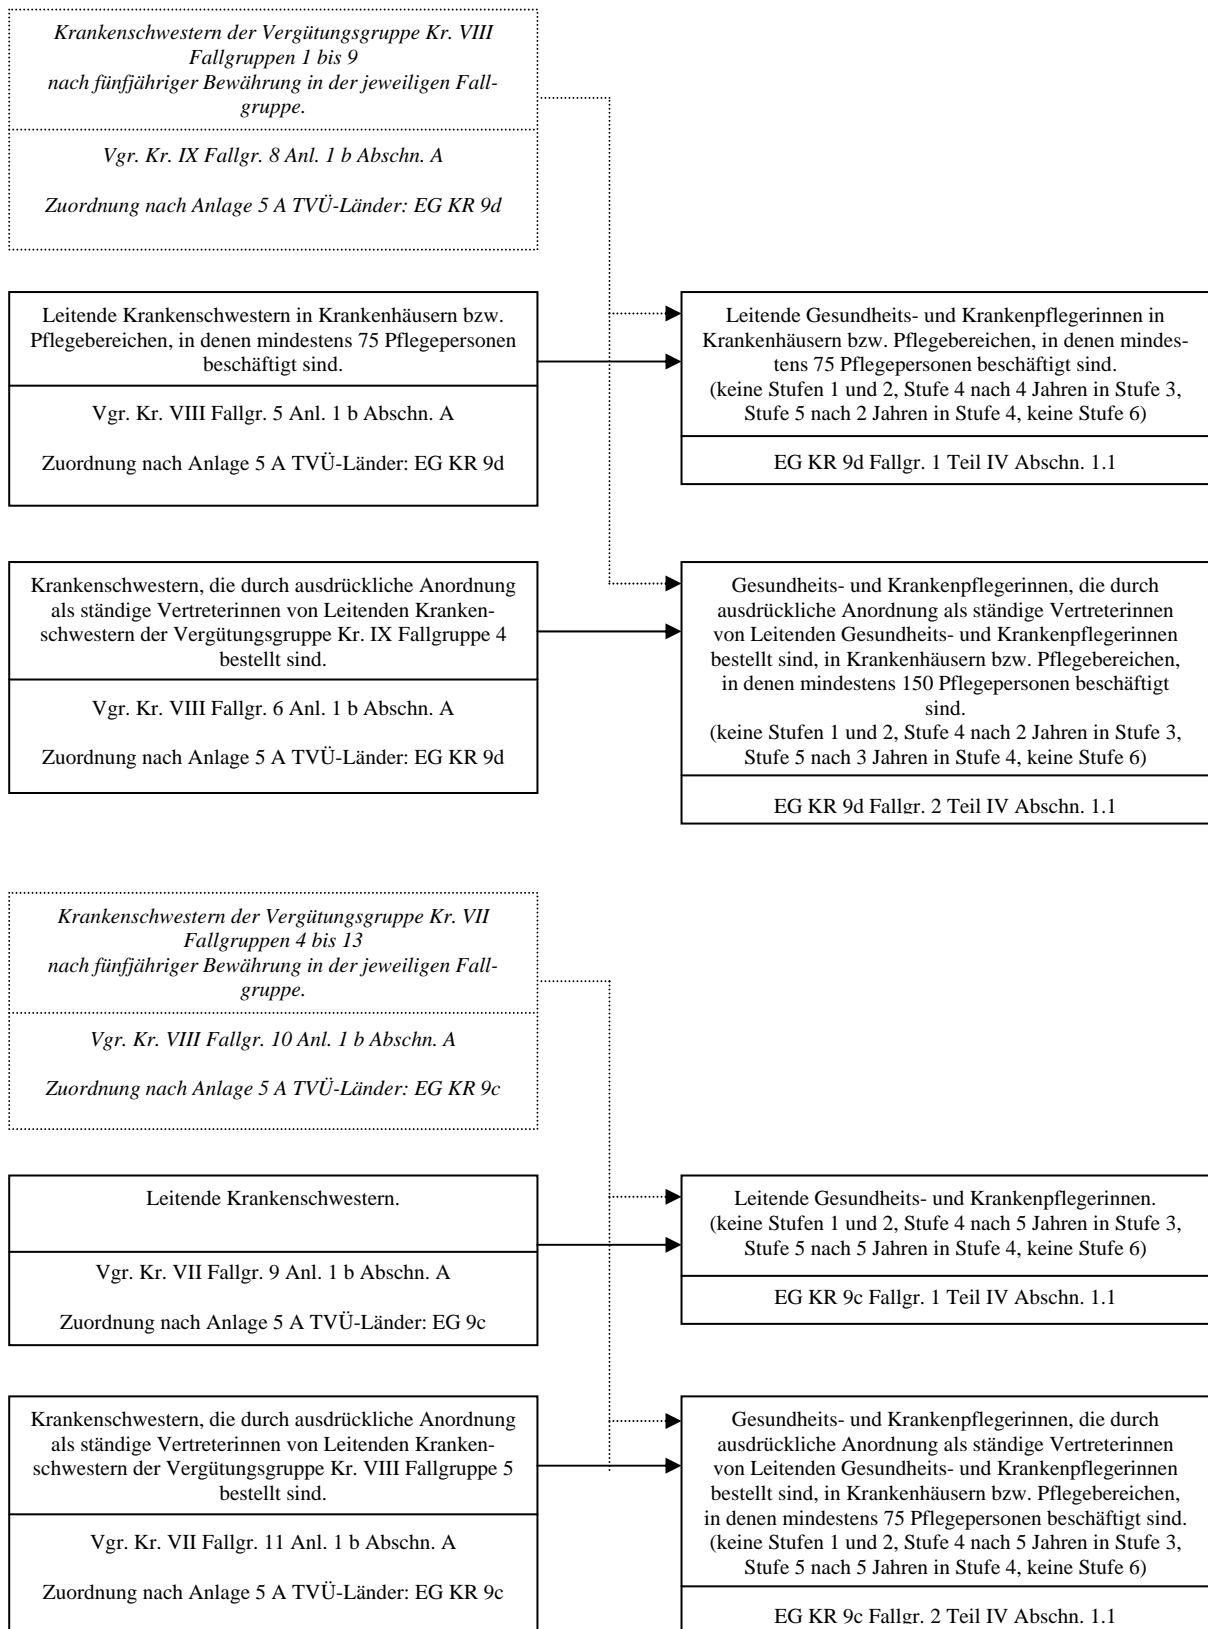 Krankenschwestern der Vergütungsgruppe Kr. VIII
Fallgruppen 1 bis 9
nach fünfjähriger Bewährung in der jeweiligen Fall-
gruppe.
Vgr. Kr. IX Fallgr. 8 Anl. 1 b Abschn. A
Zuordnung nach Anlage 5 A TVÜ-Länder: EG KR 9d
Leitende Krankenschwestern in Krankenhäusern bzw.
Pflegebereichen, in denen mindestens 75 Pflegepersonen
beschäftigt sind.
Vgr. Kr. VIII Fallgr. 5 Anl. 1 b Abschn. A
Zuordnung nach Anlage 5 A TVÜ-Länder: EG KR 9d
Leitende Gesundheits- und Krankenpflegerinnen in
Krankenhäusern bzw. Pflegebereichen, in denen mindes-
tens 75 Pflegepersonen beschäftigt sind.
(keine Stufen 1 und 2, Stufe 4 nach 4 Jahren in Stufe 3,
Stufe 5 nach 2 Jahren in Stufe 4, keine Stufe 6)
EG KR 9d Fallgr. 1 Teil IV Abschn. 1.1
Krankenschwestern, die durch ausdrückliche Anordnung
als ständige Vertreterinnen von Leitenden Kranken-
schwestern der Vergütungsgruppe Kr. IX Fallgruppe 4
bestellt sind.
Vgr. Kr. VIII Fallgr. 6 Anl. 1 b Abschn. A
Zuordnung nach Anlage 5 A TVÜ-Länder: EG KR 9d
Gesundheits- und Krankenpflegerinnen, die durch
ausdrückliche Anordnung als ständige Vertreterinnen
von Leitenden Gesundheits- und Krankenpflegerinnen
bestellt sind, in Krankenhäusern bzw. Pflegebereichen,
in denen mindestens 150 Pflegepersonen beschäftigt
sind.
(keine Stufen 1 und 2, Stufe 4 nach 2 Jahren in Stufe 3,
Stufe 5 nach 3 Jahren in Stufe 4, keine Stufe 6)
EG KR 9d Fallgr. 2 Teil IV Abschn. 1.1
Krankenschwestern der Vergütungsgruppe Kr. VII
Fallgruppen 4 bis 13
nach fünfjähriger Bewährung in der jeweiligen Fall-
gruppe.
Vgr. Kr. VIII Fallgr. 10 Anl. 1 b Abschn. A
Zuordnung nach Anlage 5 A TVÜ-Länder: EG KR 9c
Leitende Krankenschwestern.
Vgr. Kr. VII Fallgr. 9 Anl. 1 b Abschn. A
Zuordnung nach Anlage 5 A TVÜ-Länder: EG 9c
Leitende Gesundheits- und Krankenpflegerinnen.
(keine Stufen 1 und 2, Stufe 4 nach 5 Jahren in Stufe 3,
Stufe 5 nach 5 Jahren in Stufe 4, keine Stufe 6)
EG KR 9c Fallgr. 1 Teil IV Abschn. 1.1
Krankenschwestern, die durch ausdrückliche Anordnung
als ständige Vertreterinnen von Leitenden Kranken-
schwestern der Vergütungsgruppe Kr. VIII Fallgruppe 5
bestellt sind.
Vgr. Kr. VII Fallgr. 11 Anl. 1 b Abschn. A
Zuordnung nach Anlage 5 A TVÜ-Länder: EG KR 9c
Gesundheits- und Krankenpflegerinnen, die durch
ausdrückliche Anordnung als ständige Vertreterinnen
von Leitenden Gesundheits- und Krankenpflegerinnen
bestellt sind, in Krankenhäusern bzw. Pflegebereichen,
in denen mindestens 75 Pflegepersonen beschäftigt sind.
(keine Stufen 1 und 2, Stufe 4 nach 5 Jahren in Stufe 3,
Stufe 5 nach 5 Jahren in Stufe 4, keine Stufe 6)
EG KR 9c Fallgr. 2 Teil IV Abschn. 1.1